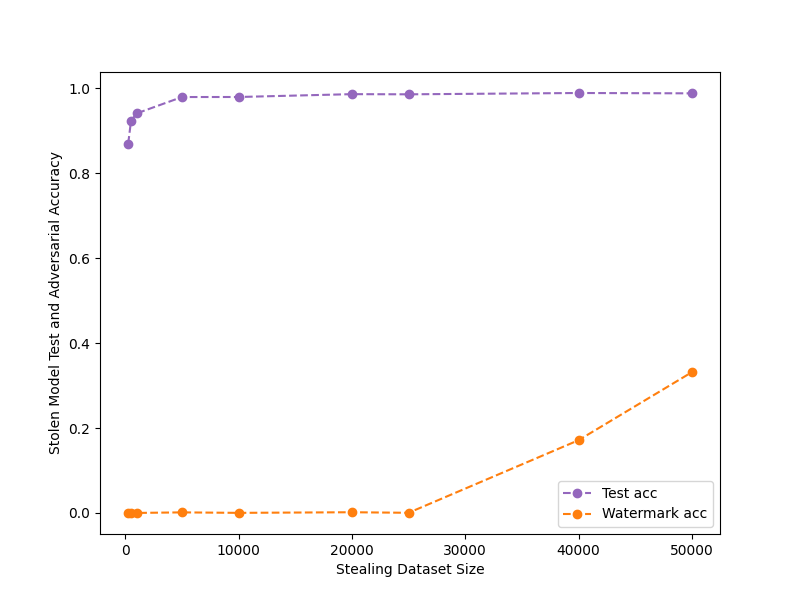 1.0
0.8
0.6
0.4
0.2
0.0
Stolen Model Test and Adversarial Accuracy
Test acc
Watermark acc
0 10000 20000 30000 40000 50000
Stealing Dataset Size